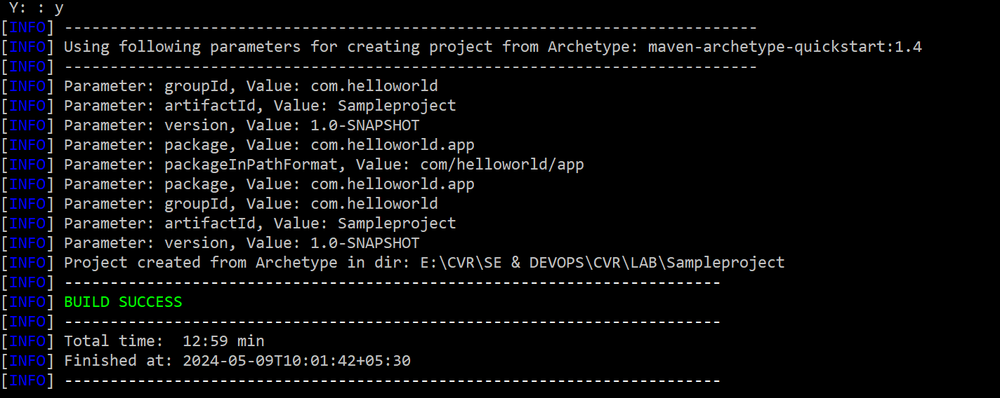 Y: : y
[INFO] ----------------------------------------------------------------------------
[INFO] Using following parameters for creating project from Archetype: maven-archetype-quickstart:1.4
[INFO] ----------------------------------------------------------------------------
[INFO] Parameter: groupId, Value: com.helloworld
[INFO] Parameter: artifactId, Value: Sampleproject
[INFO] Parameter: version, Value: 1.0-SNAPSHOT
[INFO] Parameter: package, Value: com.helloworld.app
[INFO] Parameter: packageInPathFormat, Value: com/helloworld/app
[INFO] Parameter: package, Value: com.helloworld.app
[INFO] Parameter: groupId, Value: com.helloworld
[INFO] Parameter: artifactId, Value: Sampleproject
[INFO] Parameter: version, Value: 1.0-SNAPSHOT
[INFO] Project created from Archetype in dir: E:\CVR\SE & DEVOPS\CVR\LAB\Sampleproject
[INFO] ------------------------------------------------------------------------
[INFO] BUILD SUCCESS
[INFO] ------------------------------------------------------------------------
[INFO] Total time:  12:59 min
[INFO] Finished at: 2024-05-09T10:01:42+05:30
[INFO] ------------------------------------------------------------------------